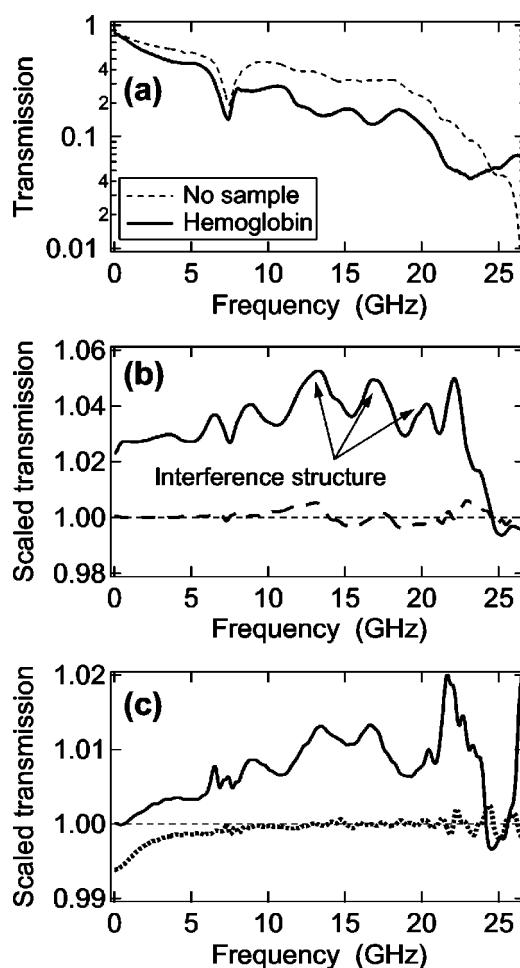 1
4
2
0.1
4
2
0.01
Transmission
(a)
No sample
Hemoglobin
0 5 10 15 20 25
Frequency (GHz)
1.06
1.04
1.02
1.00
0.98
Scaled transmission
(b)
Interference structure
0 5 10 15 20 25
Frequency (GHz)
1.02
1.01
1.00
0.99
Scaled transmission
(c)
0 5 10 15 20 25
Frequency (GHz)